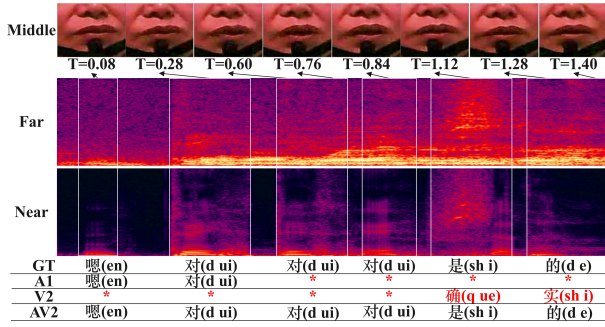 Middle
T=0.08 T=0.28 T=0.60 T=0.76 T=0.84 T=1.12 T=1.28 T=1.40
Far
Near
GT 嗯(en) 对(d ui) 对(d ui) 对(d ui) 是(sh i) 的(d e)
A1 嗯(en) 对(d ui) * * * *
V2 * * * * 确(q ue) 实(sh i)
AV2 嗯(en) 对(d ui) 对(d ui) 对(d ui) 是(sh i) 的(d e)